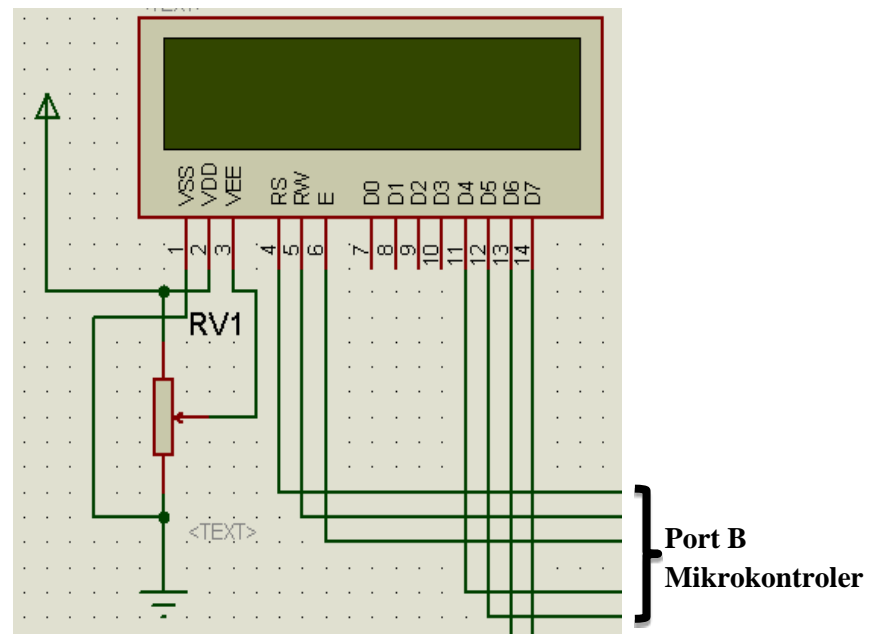 <TEXT>
VSS VDD VEE RS RW E D0 D1 D2 D3 D4 D5 D6 D7
1 2 3 4 5 6 7 8 9 10 11 12 13 14
RV1
<TEXT>
Port B
Mikrokontroler